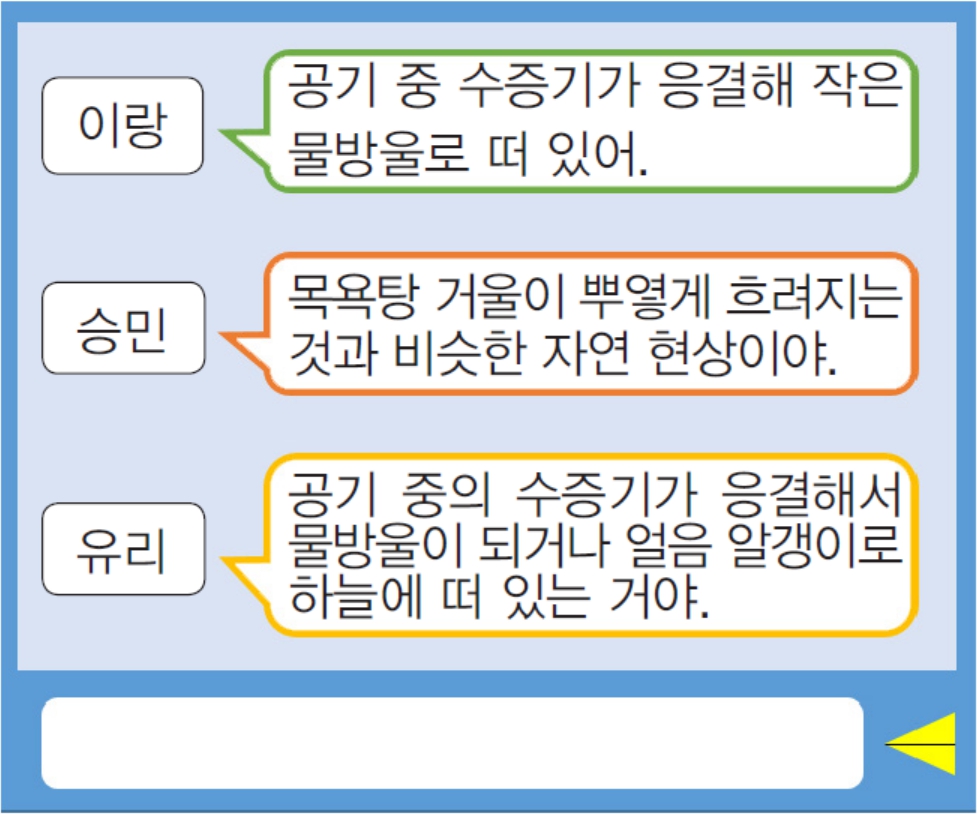 이랑
공기 중 수증기가 응결해 작은
물방울로 떠 있어.
승민
목욕탕 거울이 뿌옇게 흐려지는
것과 비슷한 자연 현상이야.
유리
공기 중의 수증기가 응결해서
물방울이 되거나 얼음 알갱이로
하늘에 떠 있는 거야.